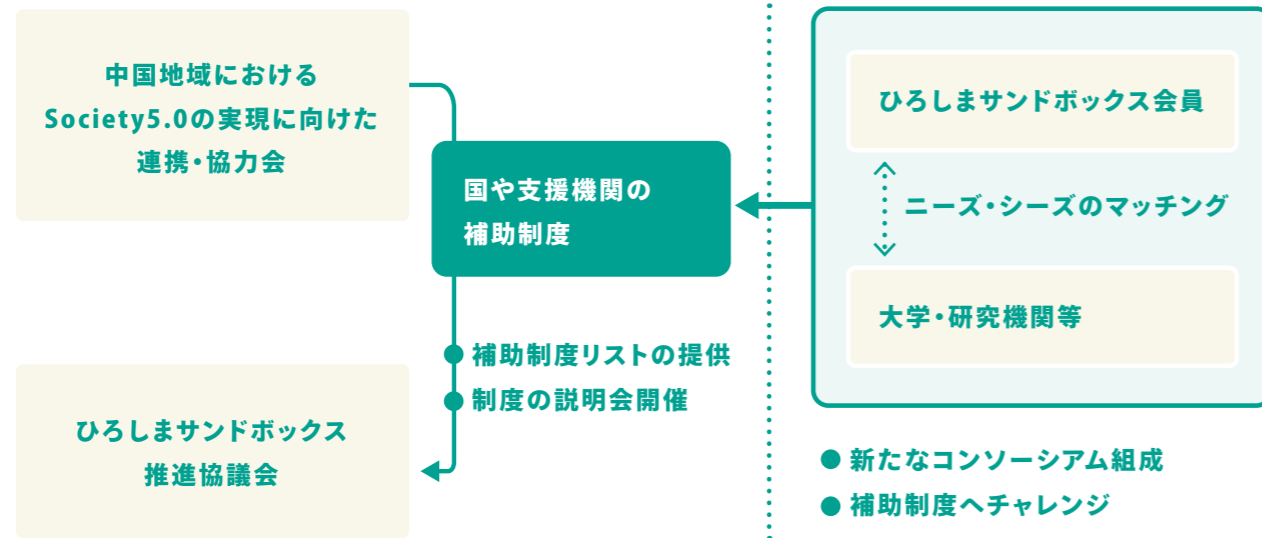 中国地域における
Society5.0の実現に向けた
連携・協力会
国や支援機関の
補助制度
● 補助制度リストの提供
● 制度の説明会開催
ひろしまサンドボックス
推進協議会
ひろしまサンドボックス会員
ニーズ・シーズのマッチング
大学・研究機関等
● 新たなコンソーシアム組成
● 補助制度へチャレンジ